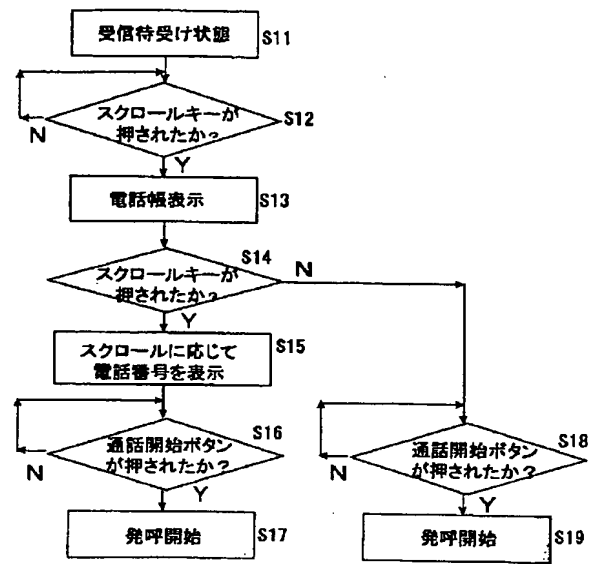 受信待受け状態 S11
スクロールキーが
押されたか? S12
N
Y
電話帳表示 S13
S14
スクロールキーが
押されたか?
N
Y
スクロールに応じて
電話番号を表示 S15
通話開始ボタン
が押されたか? S16
N
Y
発呼開始 S17
通話開始ボタン
が押されたか? S18
N
Y
発呼開始 S19